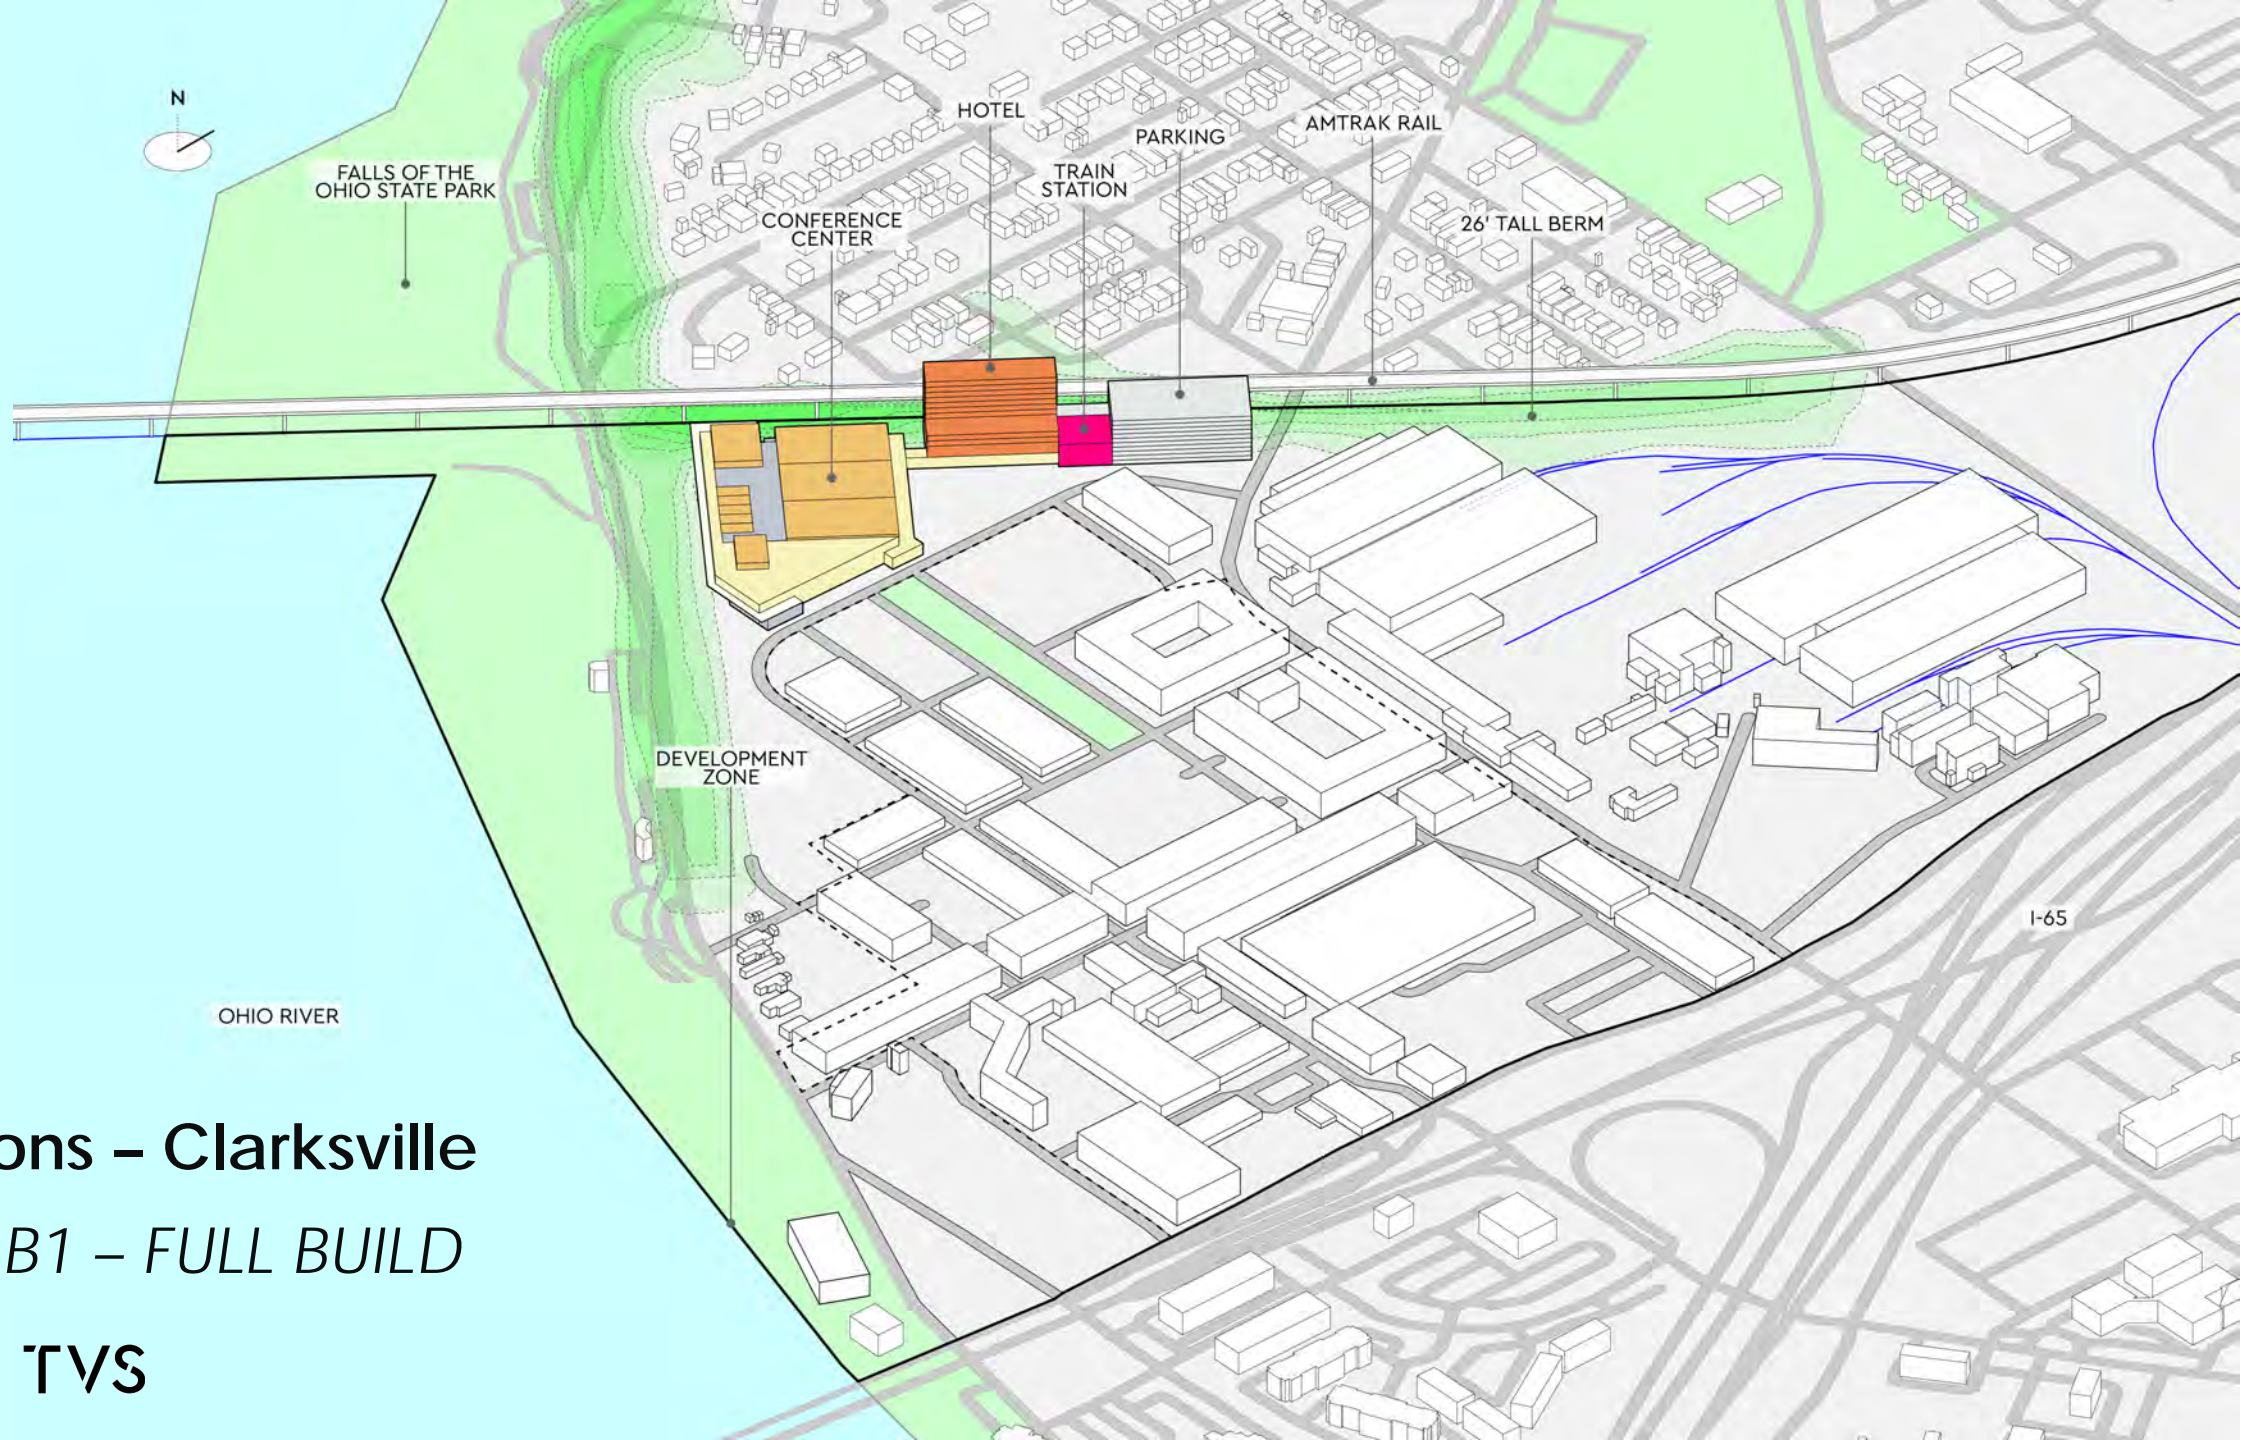 N
HOTEL
PARKING
AMTRAK RAIL
FALLS OF THE
OHIO STATE PARK
TRAIN
STATION
CONFERENCE
CENTER
26' TALL BERM
DEVELOPMENT
ZONE
I-65
OHIO RIVER
ons – Clarksville
B1 – FULL BUILD
TVS